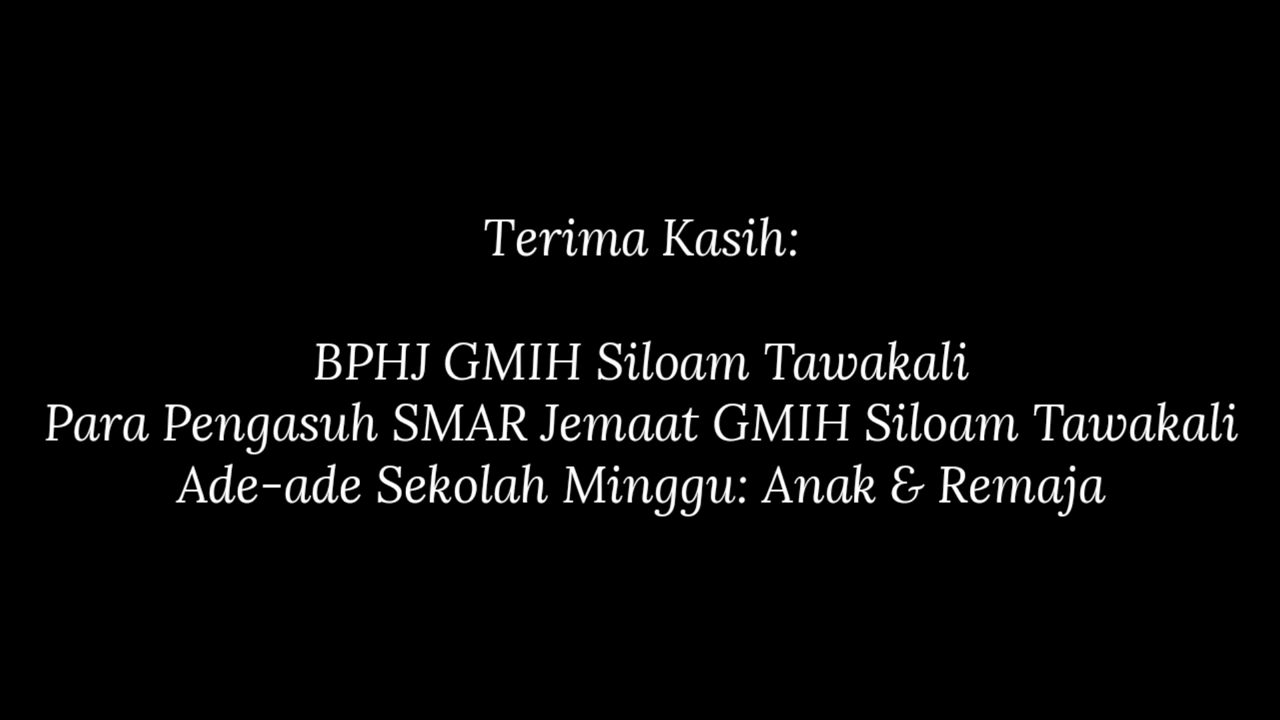 Terima Kasih:
BPHJ GMIH Siloam Tawakali
Para Pengasuh SMAR Jemaat GMIH Siloam Tawakali
Ade-ade Sekolah Minggu: Anak & Remaja